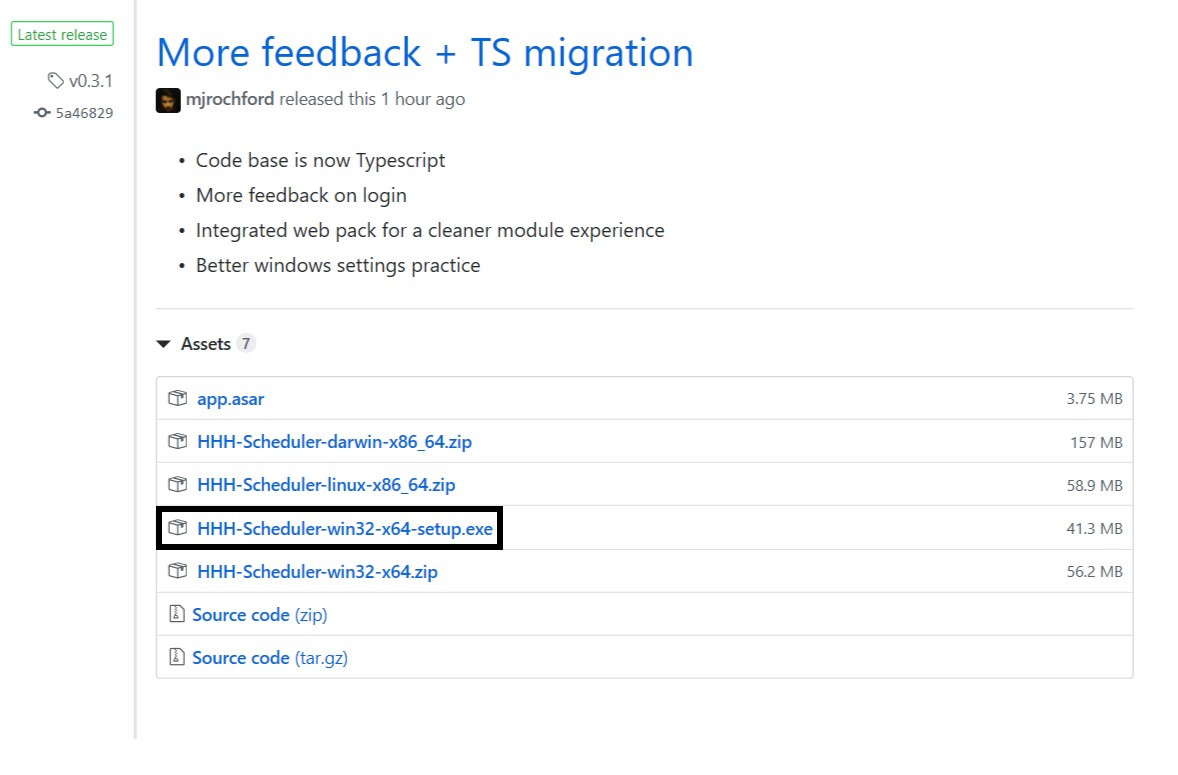 Latest release
v0.3.1
5a46829
More feedback + TS migration
mjrochford released this 1 hour ago
• Code base is now Typescript
• More feedback on login
• Integrated web pack for a cleaner module experience
• Better windows settings practice
Assets 7
app.asar 3.75 MB
HHH-Scheduler-darwin-x86_64.zip 157 MB
HHH-Scheduler-linux-x86_64.zip 58.9 MB
HHH-Scheduler-win32-x64-setup.exe 41.3 MB
HHH-Scheduler-win32-x64.zip 56.2 MB
Source code (zip)
Source code (tar.gz)